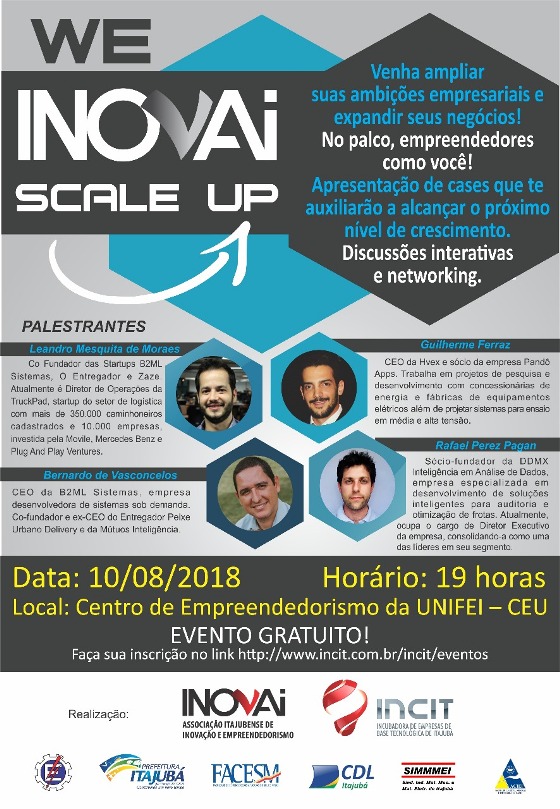 WE
INOVAi
SCALE UP
Venha ampliar
suas ambições empresariais e
expandir seus negócios!
No palco, empreendedores
como você!
Apresentação de cases que te
auxiliarão a alcançar o próximo
nível de crescimento.
Discussões interativas
e networking.
PALESTRANTES
Leandro Mesquita de Moraes
Co Fundador das Startups B2ML
Sistemas, O Entregador e Zaze.
Atualmente é Diretor de Operações da
TruckPad, startup do setor de logística
com mais de 350.000 caminhoneiros
cadastrados e 10.000 empresas,
investida pela Movile, Mercedes Benz e
Plug And Play Ventures.
Guilherme Ferraz
CEO da Hvex e sócio da empresa Pandô
Apps. Trabalha em projetos de pesquisa e
desenvolvimento com concessionárias de
energia e fábricas de equipamentos
elétricos além de projetar sistemas para ensaio
em média e alta tensão.
Bernardo de Vasconcelos
CEO da B2ML Sistemas, empresa
desenvolvedora de sistemas sob demanda.
Co-fundador e ex-CEO do Entregador Peixe
Urbano Delivery e da Mútuos Inteligência.
Rafael Perez Pagan
Sócio-fundador da DDMX
Inteligência em Análise de Dados,
empresa especializada em
desenvolvimento de soluções
inteligentes para auditoria e
otimização de frotas. Atualmente,
ocupa o cargo de Diretor Executivo
da empresa, consolidando-a como uma
das líderes em seu segmento.
Data: 10/08/2018 Horário: 19 horas
Local: Centro de Empreendedorismo da UNIFEI – CEU
EVENTO GRATUITO!
Faça sua inscrição no link http://www.incit.com.br/incit/eventos
Realização:
INOVAi
ASSOCIAÇÃO ITAJUBENSE DE
INOVAÇÃO E EMPREENDEDORISMO
INCIT
INCUBADORA DE EMPRESAS DE
BASE TECNOLÓGICA DE ITAJUBÁ
PREFEITURA
ITAJUBÁ
FACESM
CDL
Itajubá
SIMMMEI
Sind. Ind. Mec. Mec. e
Mat. Eletr. de Itajubá